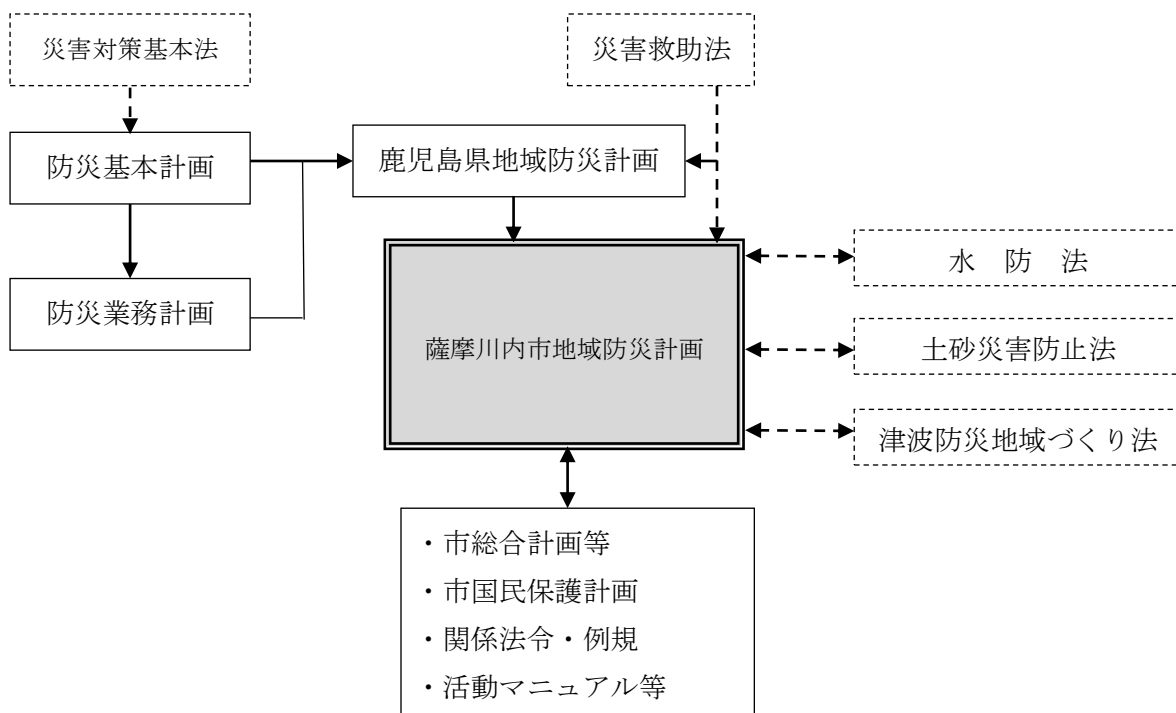 災害対策基本法
災害救助法
防災基本計画
鹿児島県地域防災計画
防災業務計画
薩摩川内市地域防災計画
水　防　法
土砂災害防止法
津波防災地域づくり法
・市総合計画等
・市国民保護計画
・関係法令・例規
・活動マニュアル等